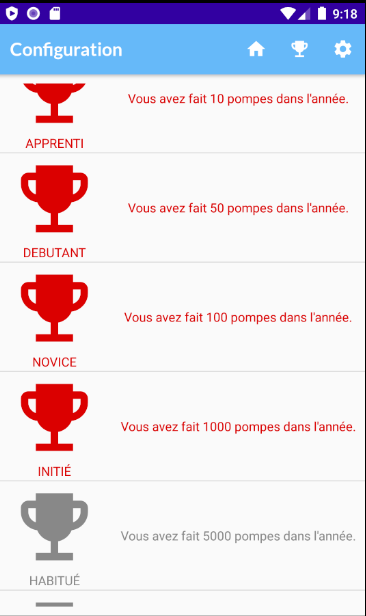 9:18
Configuration
Vous avez fait 10 pompes dans l'année.
APPRENTI
Vous avez fait 50 pompes dans l'année.
DEBUTANT
Vous avez fait 100 pompes dans l'année.
NOVICE
Vous avez fait 1000 pompes dans l'année.
INITIÉ
Vous avez fait 5000 pompes dans l'année.
HABITUÉ